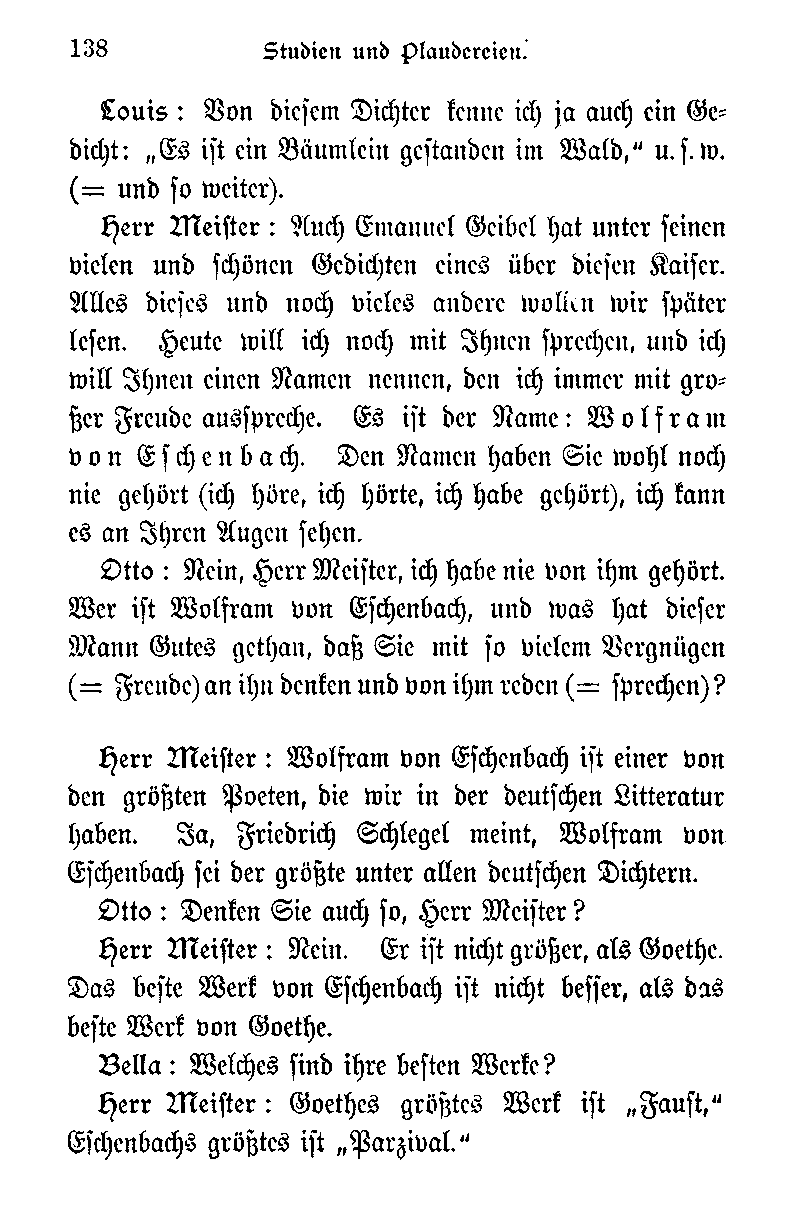 138 Studien und Plaudereien.
Louis: Von diesem Dichter kenne ich ja auch ein Ge-
dicht: „Es ist ein Bäumlein gestanden im Wald,“ u. s. w.
(= und so weiter).
Herr Meister: Auch Emanuel Geibel hat unter seinen
vielen und schönen Gedichten eines über diesen Kaiser.
Alles dieses und noch vieles andere wollen wir später
lesen. Heute will ich noch mit Ihnen sprechen, und ich
will Ihnen einen Namen nennen, den ich immer mit gro-
ßer Freude ausspreche. Es ist der Name: Wolfram
von Eschenbach. Den Namen haben Sie wohl noch
nie gehört (ich höre, ich hörte, ich habe gehört), ich kann
es an Ihren Augen sehen.
Otto: Nein, Herr Meister, ich habe nie von ihm gehört.
Wer ist Wolfram von Eschenbach, und was hat dieser
Mann Gutes gethan, daß Sie mit so vielem Vergnügen
(= Freude) an ihn denken und von ihm reden (= sprechen)?
Herr Meister: Wolfram von Eschenbach ist einer von
den größten Poeten, die wir in der deutschen Litteratur
haben. Ja, Friedrich Schlegel meint, Wolfram von
Eschenbach sei der größte unter allen deutschen Dichtern.
Otto: Denken Sie auch so, Herr Meister?
Herr Meister: Nein. Er ist nicht größer, als Goethe.
Das beste Werk von Eschenbach ist nicht besser, als das
beste Werk von Goethe.
Bella: Welches sind ihre besten Werke?
Herr Meister: Goethes größtes Werk ist „Faust,“
Eschenbachs größtes ist „Parzival.“